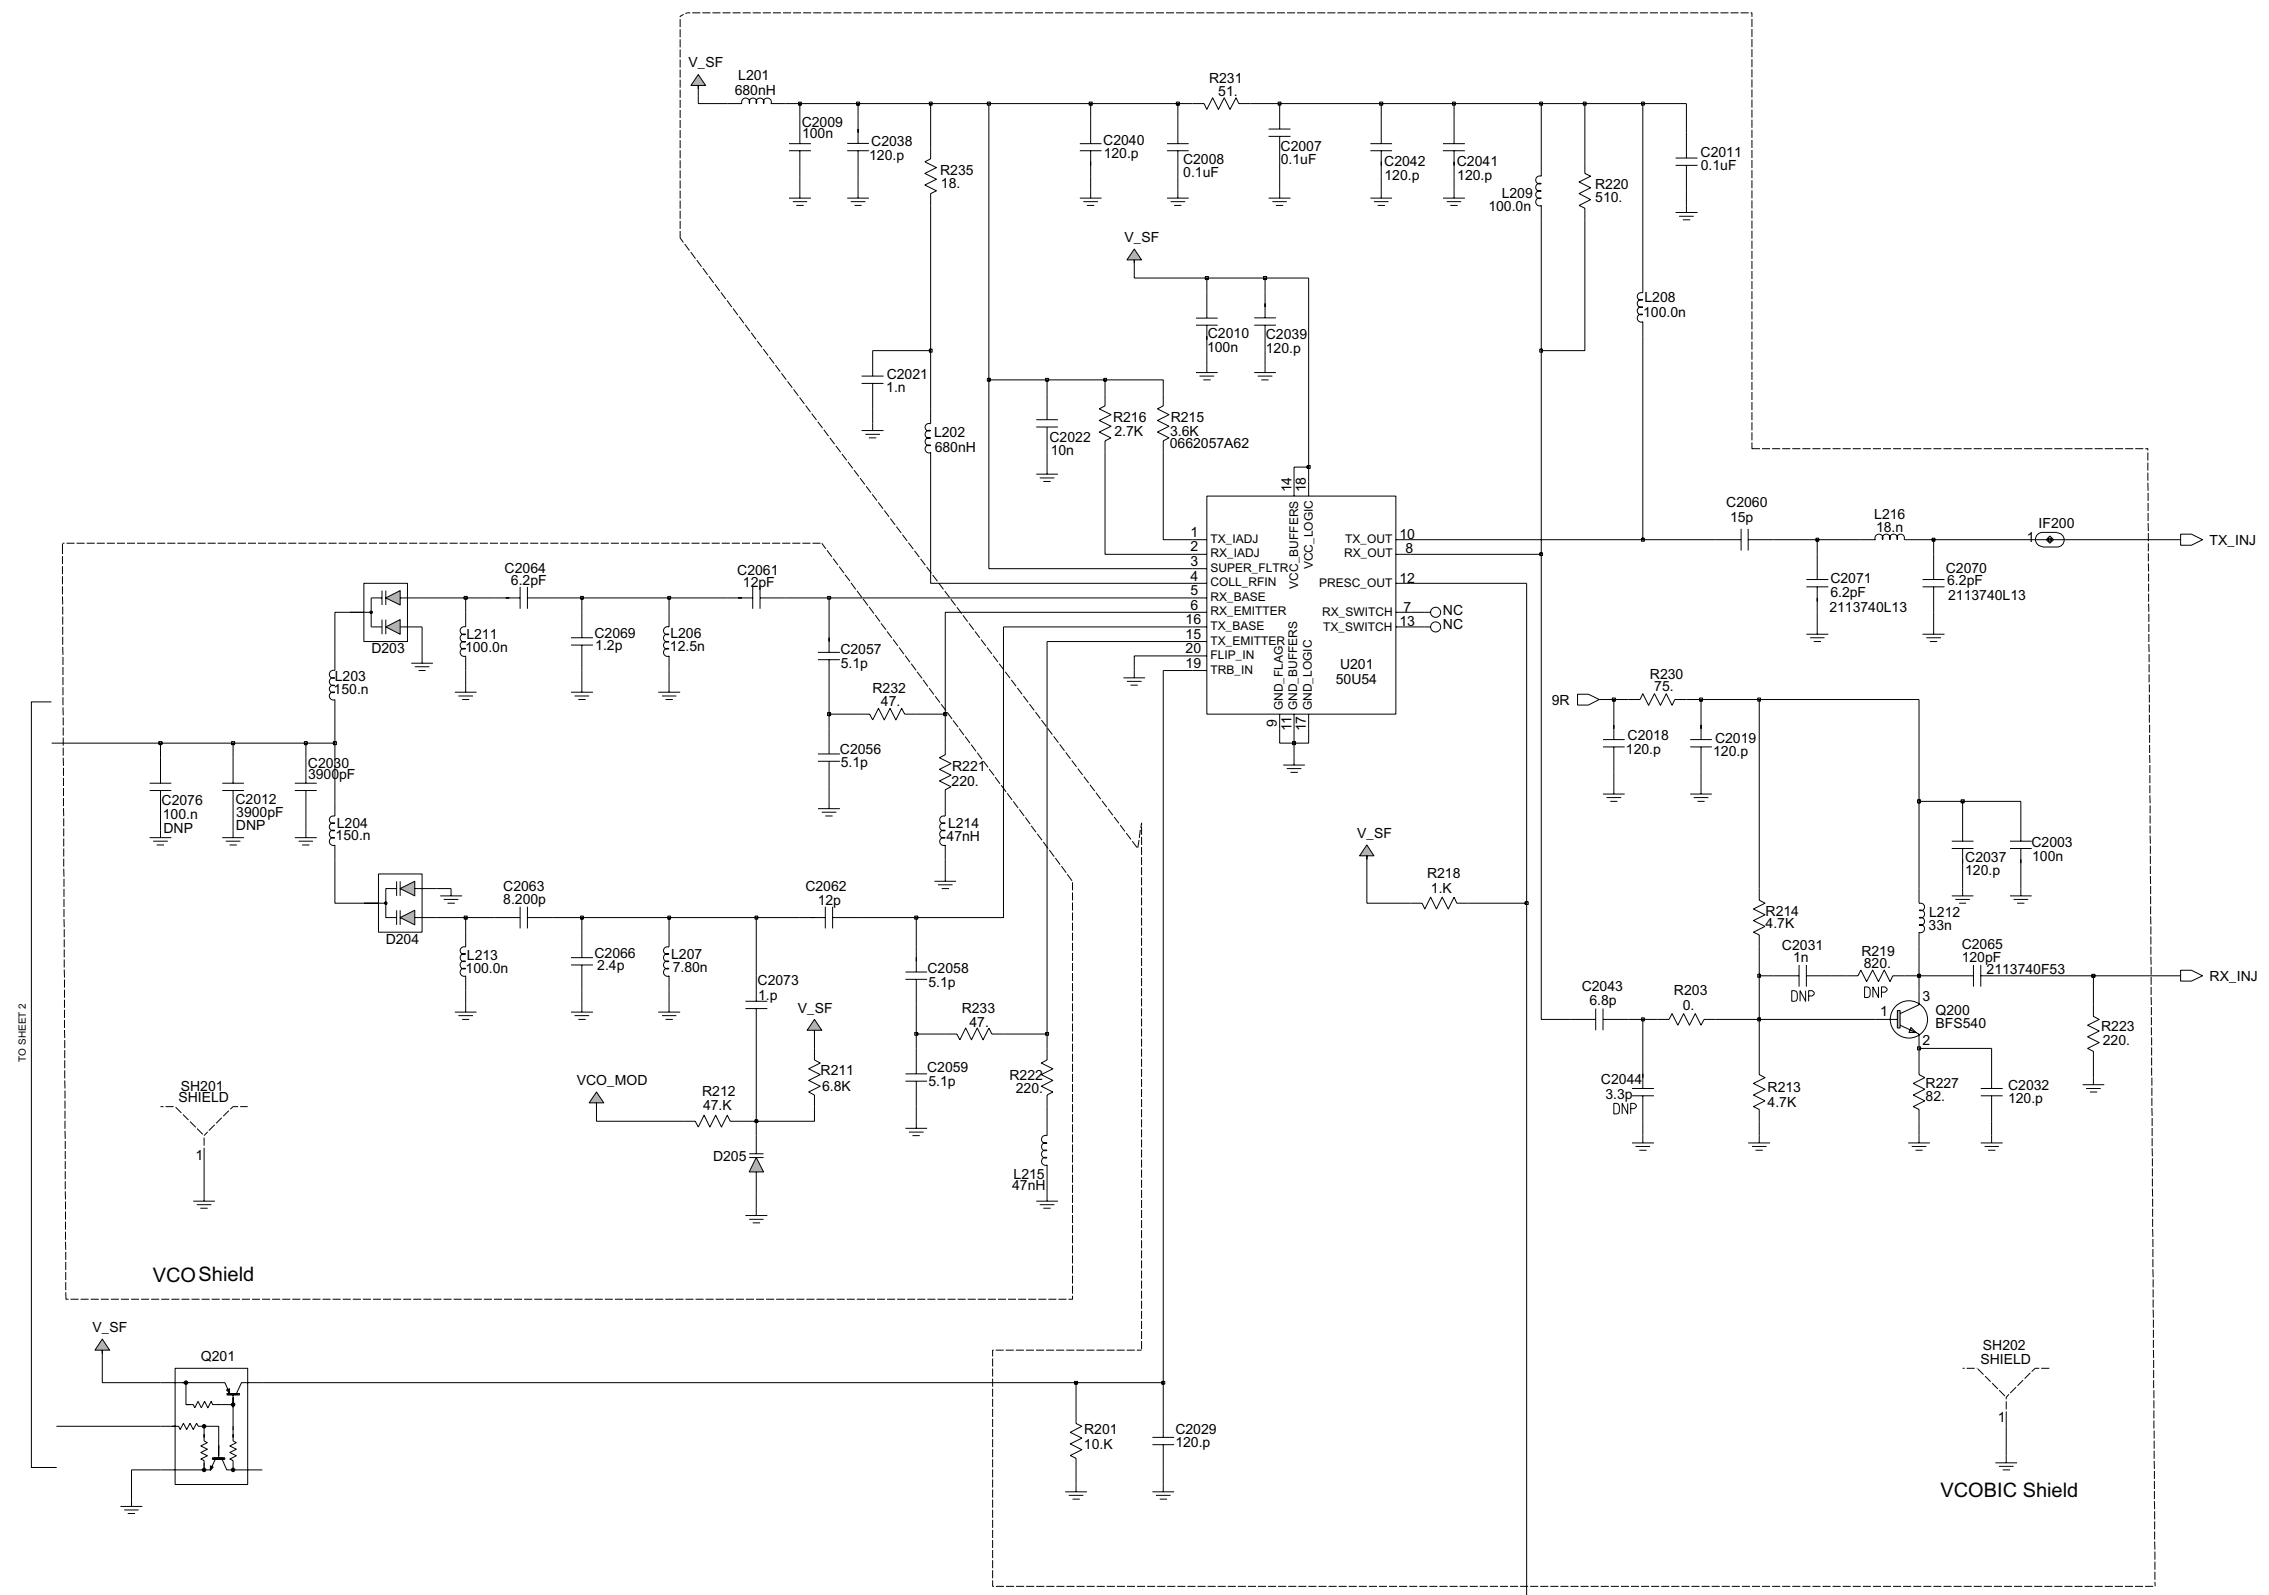 V_SF
L201
680nH
C2009
100n
C2038
120.p
R235
18.
C2040
120.p
C2008
0.1uF
R231
51.
C2007
0.1uF
C2042
120.p
C2041
120.p
L209
100.0n
R220
510.
C2011
0.1uF
V_SF
C2010
100n
C2039
120.p
L208
100.0n
C2021
1.n
L202
680nH
C2022
10n
R216
2.7K
R215
3.6K
0662057A62
14
18
VCC_BUFFERS
VCC_LOGIC
1
TX_IADJ
2
RX_IADJ
3
SUPER_FLTR
4
COLL_RFIN
5
RX_BASE
6
RX_EMITTER
16
TX_BASE
15
TX_EMITTER
20
FLIP_IN
19
TRB_IN
TX_OUT
10
RX_OUT
8
PRESC_OUT
12
RX_SWITCH
7
NC
TX_SWITCH
13
NC
GND_FLAG
GND_BUFFERS
GND_LOGIC
9
11
17
U201
50U54
C2060
15p
L216
18.n
IF200
1
TX_INJ
C2071
6.2pF
2113740L13
C2070
6.2pF
2113740L13
D203
L211
100.0n
C2064
6.2pF
C2069
1.2p
L206
12.5n
C2061
12pF
C2057
5.1p
R232
47.
C2056
5.1p
R221
220.
L214
47nH
L203
150.n
C2076
100.n
DNP
C2012
3900pF
DNP
C2030
3900pF
L204
150.n
D204
L213
100.0n
C2063
8.200p
C2066
2.4p
L207
7.80n
C2062
12p
C2073
1.p
V_SF
R211
6.8K
VCO_MOD
R212
47.K
D205
C2058
5.1p
R233
47.
C2059
5.1p
R222
220.
L215
47nH
TO SHEET 2
SH201
SHIELD
1
VCO Shield
9R
R230
75.
C2018
120.p
C2019
120.p
V_SF
R218
1.K
C2037
120.p
C2003
100n
R214
4.7K
L212
33n
C2031
1n
DNP
R219
820.
DNP
C2065
120pF
2113740F53
RX_INJ
C2043
6.8p
R203
0.
1
3
2
Q200
BFS540
R223
220.
C2044
3.3p
DNP
R213
4.7K
R227
82.
C2032
120.p
V_SF
Q201
R201
10.K
C2029
120.p
SH202
SHIELD
1
VCOBIC Shield